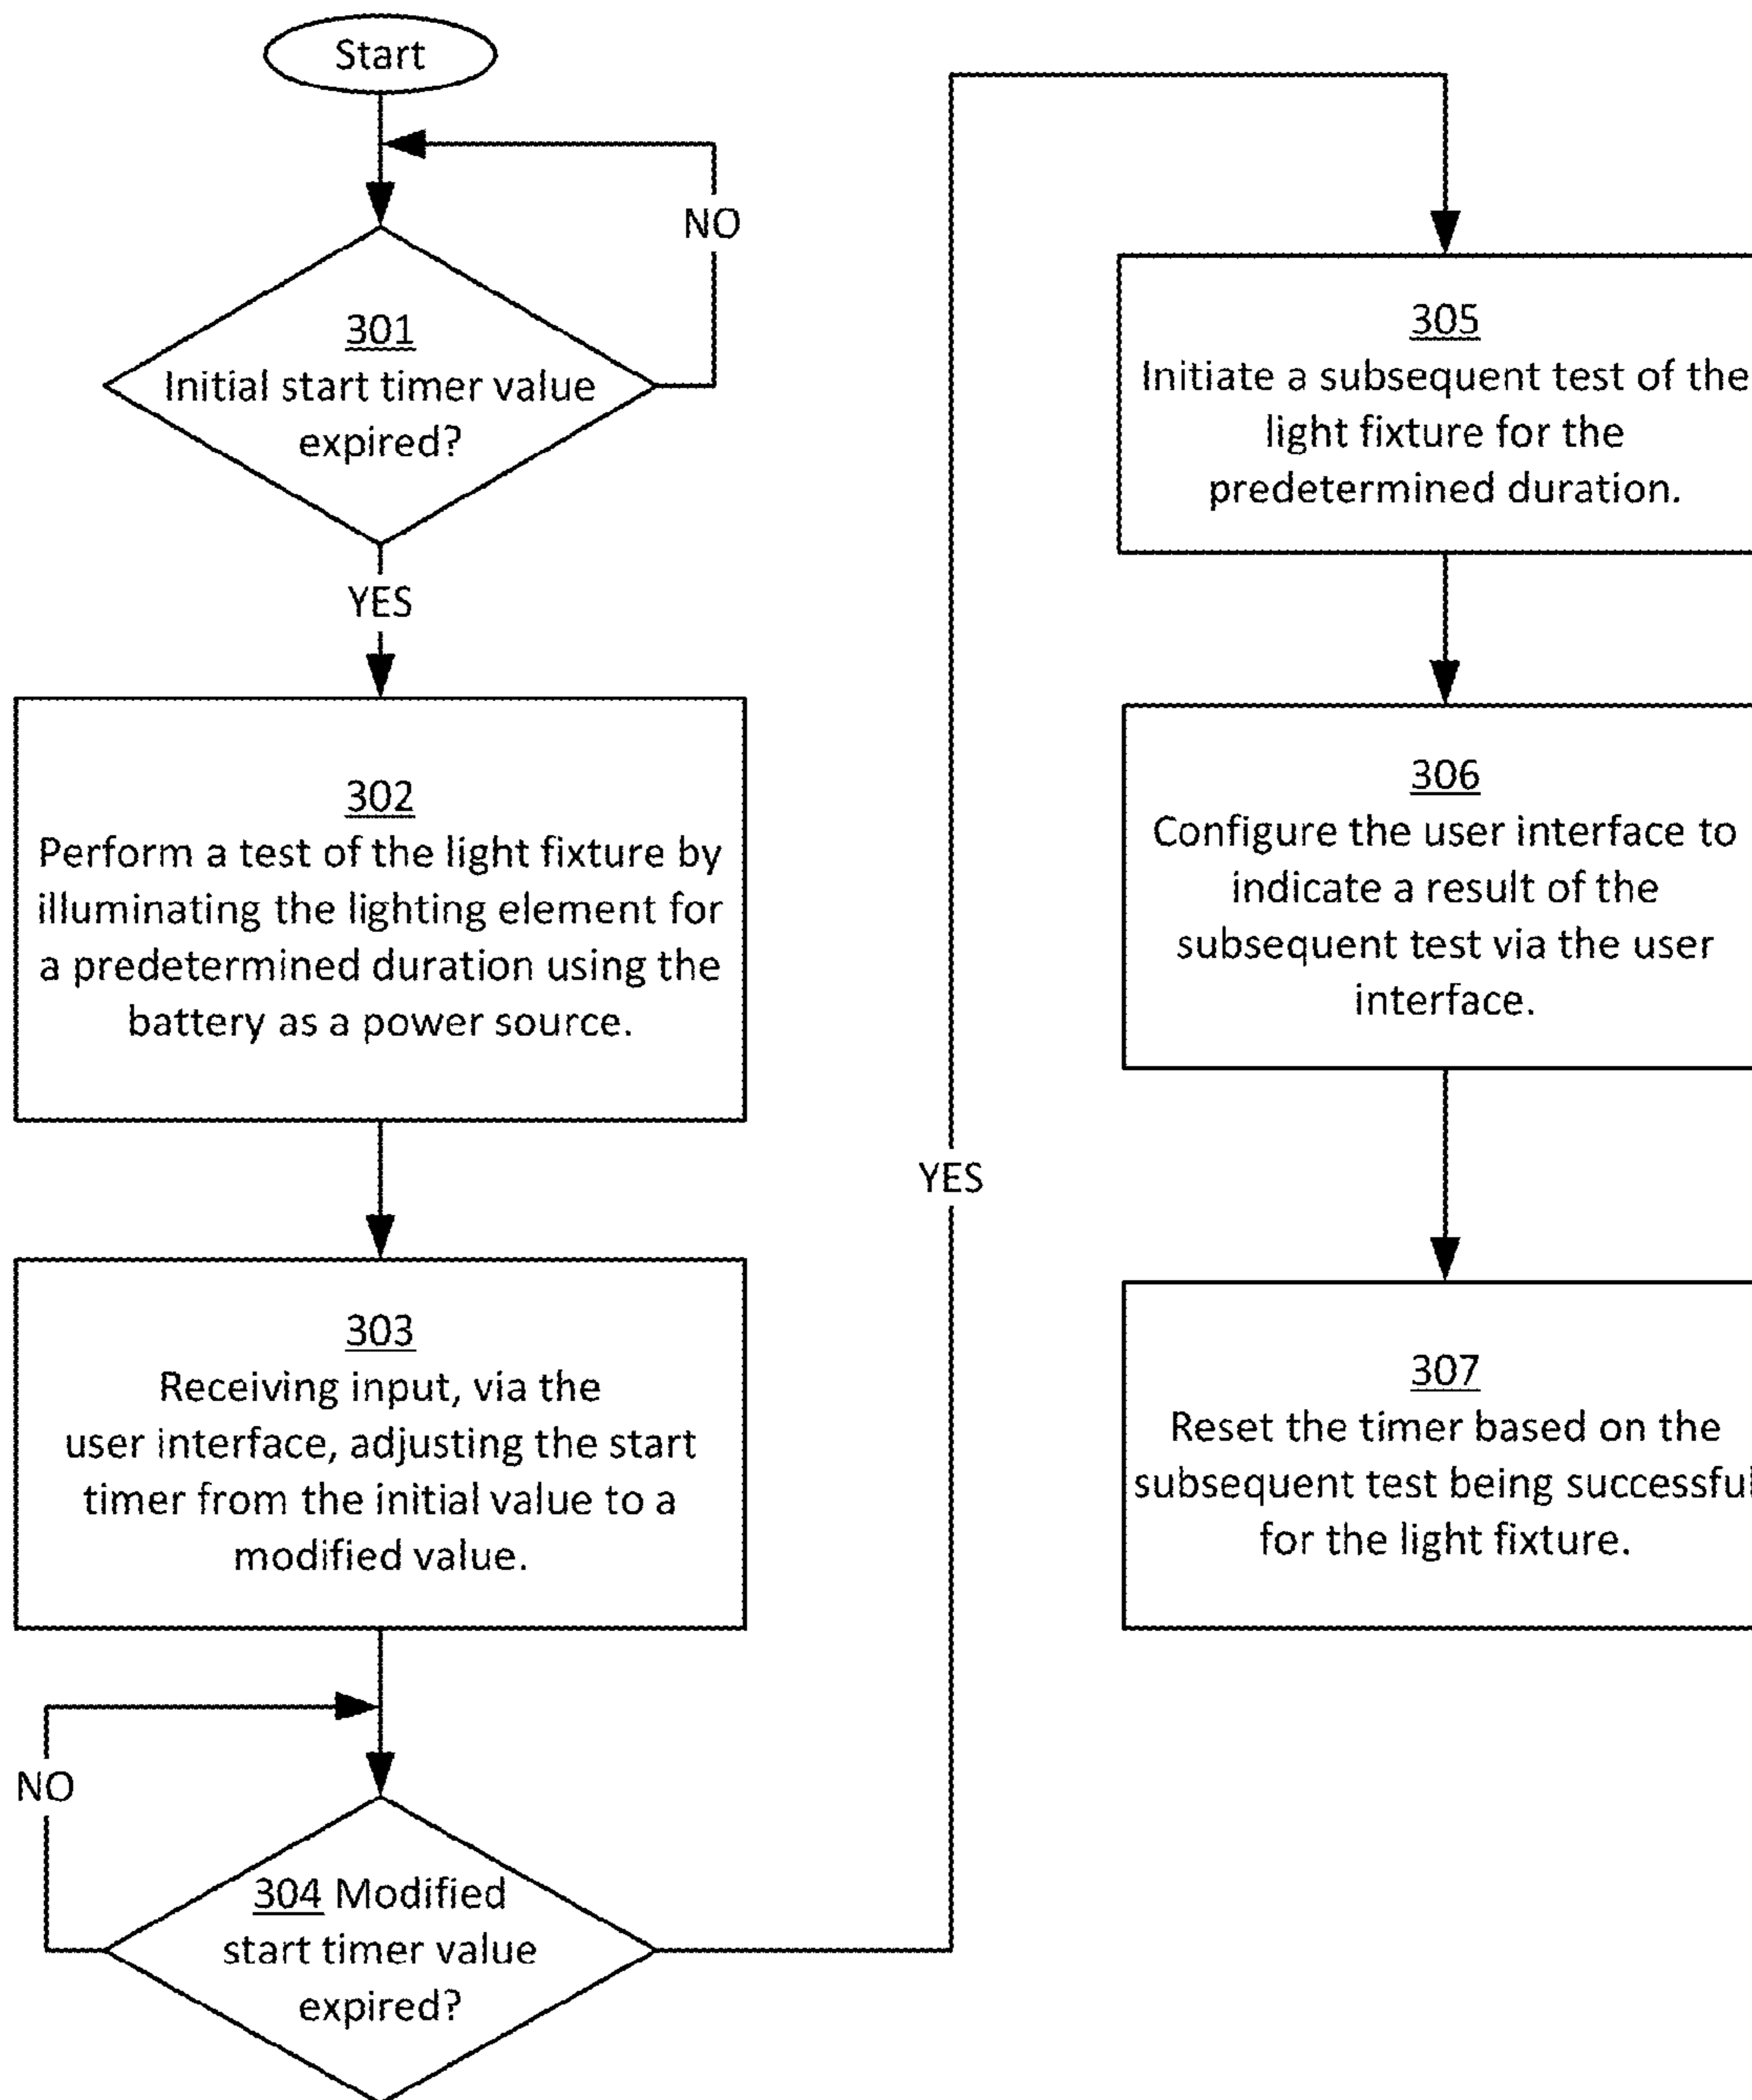 Start
NO
301
Initial start timer value
expired?
YES
302
Perform a test of the light fixture by
illuminating the lighting element for
a predetermined duration using the
battery as a power source.
303
Receiving input, via the
user interface, adjusting the start
timer from the initial value to a
modified value.
NO
304 Modified
start timer value
expired?
YES
305
Initiate a subsequent test of the
light fixture for the
predetermined duration.
306
Configure the user interface to
indicate a result of the
subsequent test via the user
interface.
307
Reset the timer based on the
subsequent test being successful
for the light fixture.